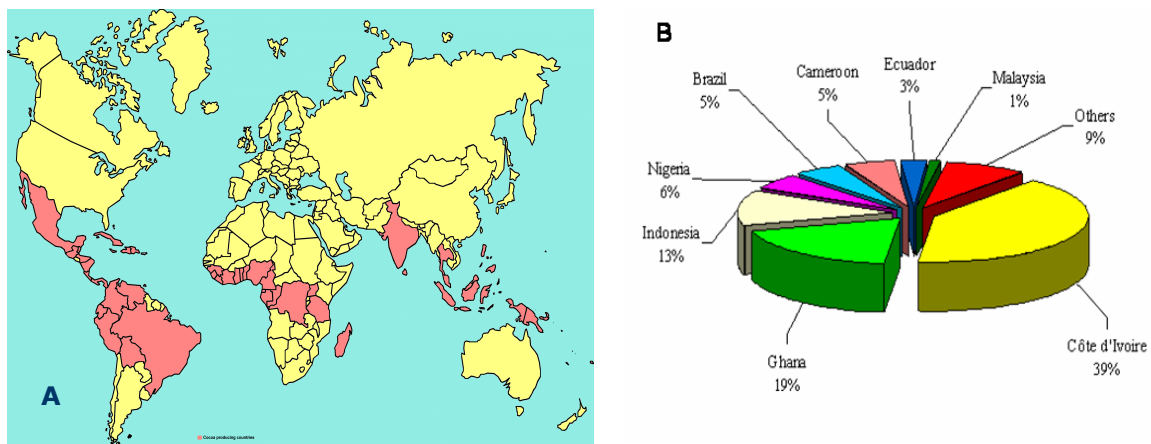 A
Cocoa producing countries
B
Brazil
5%
Cameroon
5%
Ecuador
3%
Malaysia
1%
Others
9%
Nigeria
6%
Indonesia
13%
Ghana
19%
Côte d'Ivoire
39%